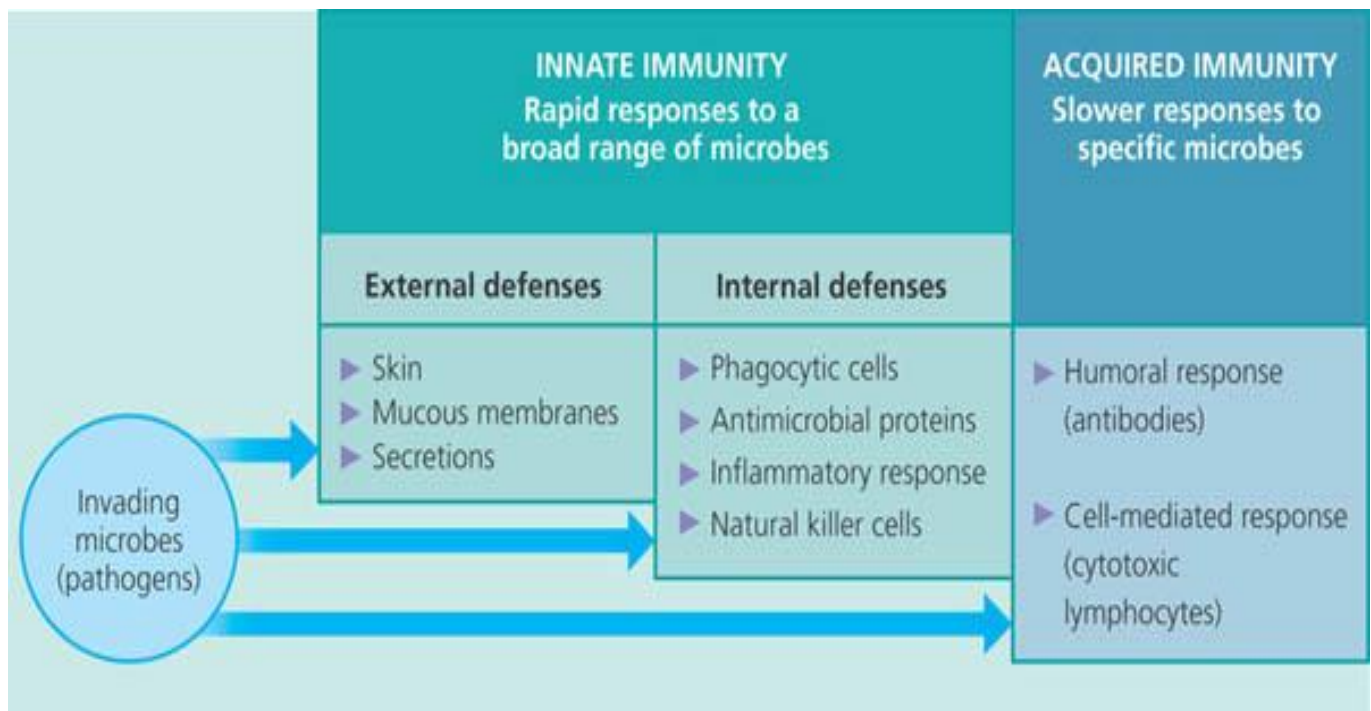 INNATE IMMUNITY
Rapid responses to a
broad range of microbes
ACQUIRED IMMUNITY
Slower responses to
specific microbes
External defenses
Internal defenses
Skin
Mucous membranes
Secretions
Phagocytic cells
Antimicrobial proteins
Inflammatory response
Natural killer cells
Humoral response
(antibodies)
Cell-mediated response
(cytotoxic
lymphocytes)
Invading
microbes
(pathogens)